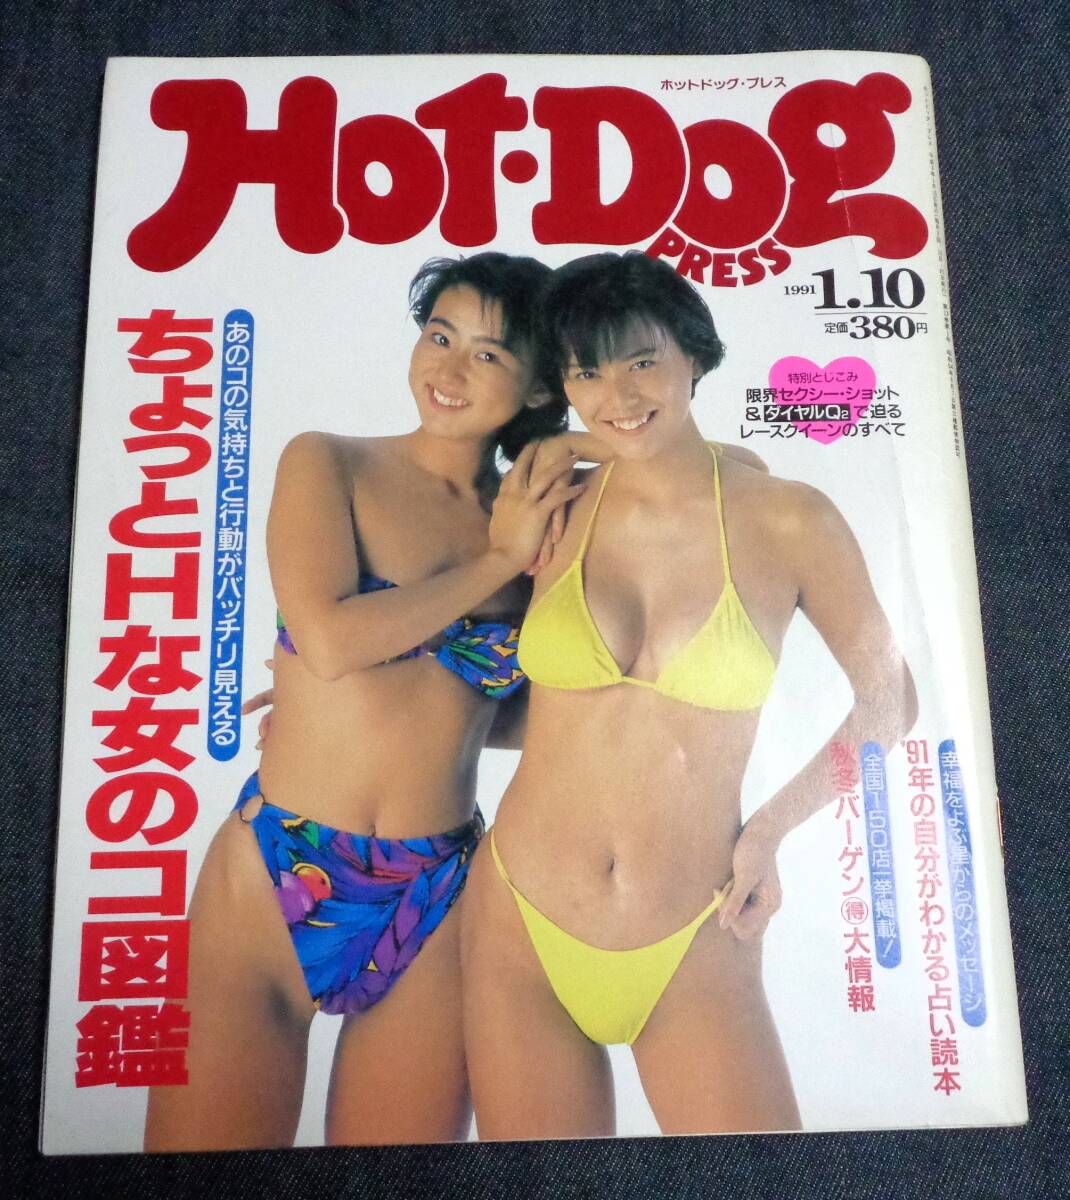 ホットドッグ・プレス
Hot-Dog
PRESS
1991 1.10
定価380円
特別とじこみ
限界セクシー・ショット
&ダイヤルQ2で迫る
レースクイーンのすべて
あのコの気持ちと行動がバッチリ見える
ちょっとHな女のコ図鑑
幸福をよぶ星からのメッセージ
'91年の自分がわかる占い読本
全国150店一挙掲載!
秋冬バーゲン㊝大情報